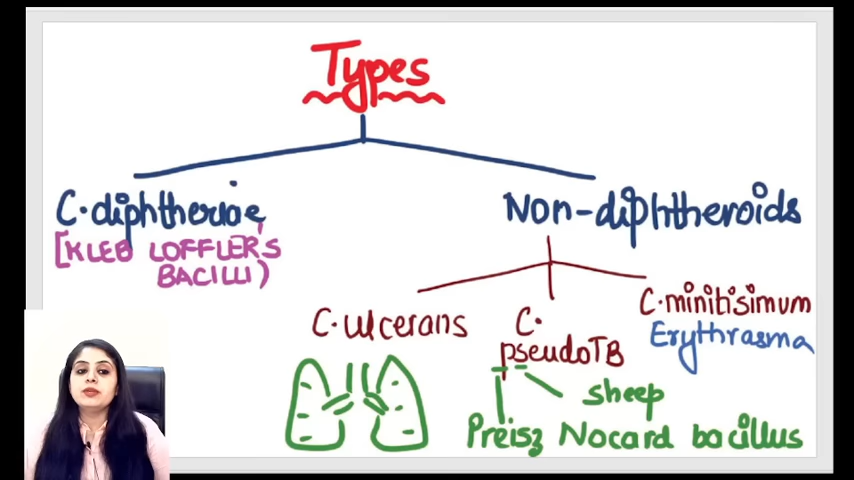 Types
C. diphtheriae
[KLEB LOFFLER'S
BACILLI)
Non-diphtheroids
C. ulcerans
C.
pseudoTB
C. minitisimum
Erythrasma
sheep
Preisz Nocard bacillus